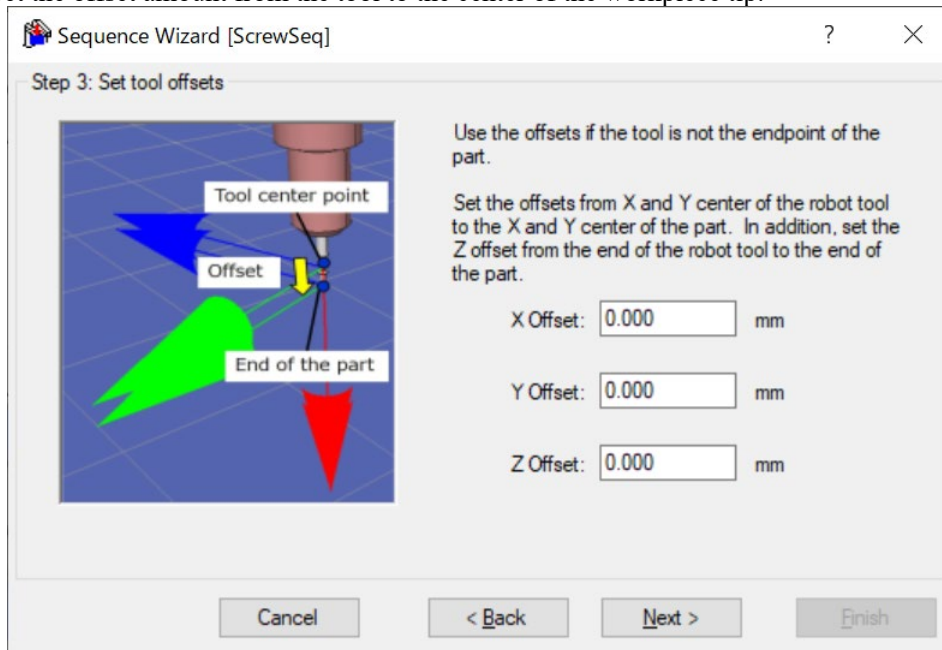 the offset amount from the tool to the center of the workpiece tip.
Sequence Wizard [ScrewSeq]
?
Step 3: Set tool offsets
Use the offsets if the tool is not the endpoint of the
part.
Set the offsets from X and Y center of the robot tool
to the X and Y center of the part. In addition, set the
Z offset from the end of the robot tool to the end of
the part.
Tool center point
Offset
End of the part
X Offset: 0.000 mm
Y Offset: 0.000 mm
Z Offset: 0.000 mm
Cancel
< Back
Next >
Finish